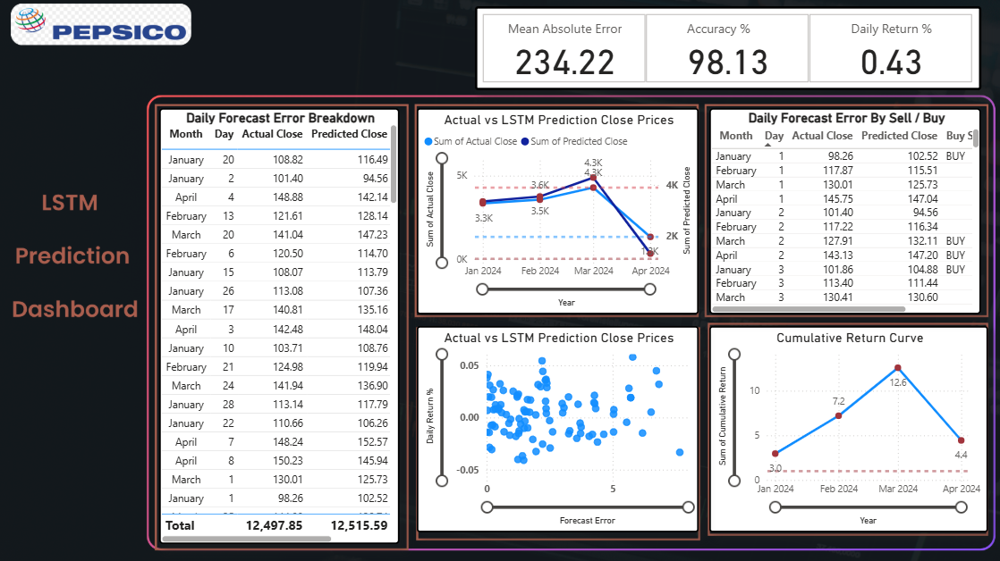 PEPSICO
Mean Absolute Error
234.22
Accuracy %
98.13
Daily Return %
0.43
LSTM
Prediction
Dashboard
Daily Forecast Error Breakdown
Month Day Actual Close Predicted Close
January 20 108.82 116.49
January 2 101.40 94.56
April 4 148.88 142.14
February 13 121.61 128.14
March 20 141.04 147.23
February 6 120.50 114.70
January 15 108.07 113.79
January 26 113.08 107.36
March 17 140.81 135.16
April 3 142.48 148.04
January 10 103.71 108.76
February 21 124.98 119.94
March 24 141.94 136.90
January 28 113.14 117.79
January 22 110.66 106.26
April 7 148.24 152.57
April 8 150.23 145.94
March 1 130.01 125.73
January 1 98.26 102.52
Total 12,497.85 12,515.59
Actual vs LSTM Prediction Close Prices
Sum of Actual Close Sum of Predicted Close
Sum of Actual Close
5K
0K
3.3K
3.6K
3.5K
4.3K
4.3K
4K
2K
Sum of Predicted Close
Jan 2024 Feb 2024 Mar 2024 Apr 2024
Year
Daily Forecast Error By Sell / Buy
Month Day Actual Close Predicted Close Buy S
January 1 98.26 102.52 BUY
February 1 117.87 115.51
March 1 130.01 125.73
April 1 145.75 147.04
January 2 101.40 94.56
February 2 117.22 116.34
March 2 127.91 132.11 BUY
April 2 143.13 147.20 BUY
January 3 101.86 104.88 BUY
February 3 113.40 111.44
March 3 130.41 130.60
Actual vs LSTM Prediction Close Prices
Daily Return %
0.05
0.00
-0.05
0 5
Forecast Error
Cumulative Return Curve
Sum of Cumulative Return
10
5
0
3.0
7.2
12.6
4.4
Jan 2024 Feb 2024 Mar 2024 Apr 2024
Year